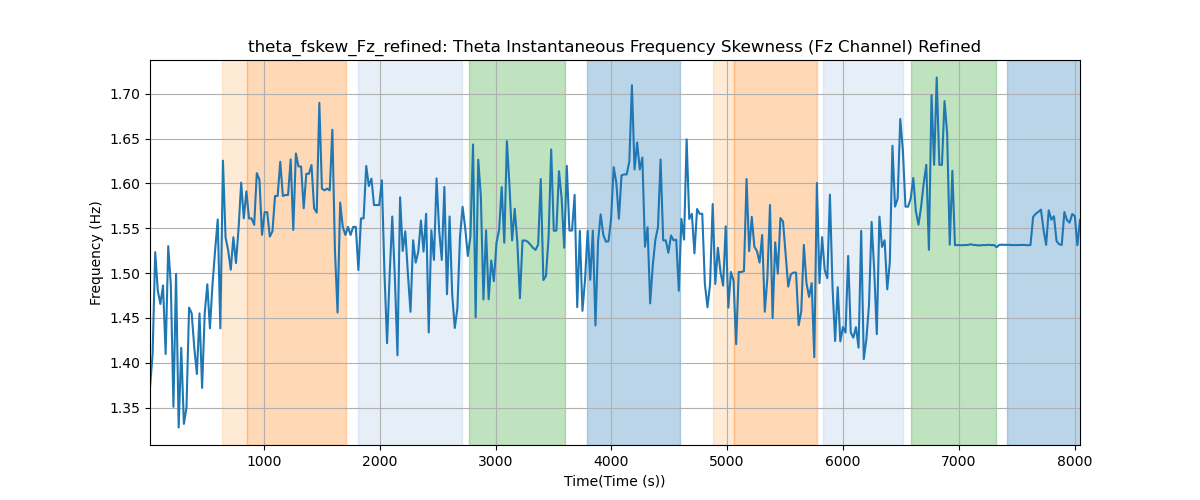 theta_fskew_Fz_refined: Theta Instantaneous Frequency Skewness (Fz Channel) Refined
Frequency (Hz)
1.70
1.65
1.60
1.55
1.50
1.45
1.40
1.35
1000 2000 3000 4000 5000 6000 7000 8000
Time(Time (s))